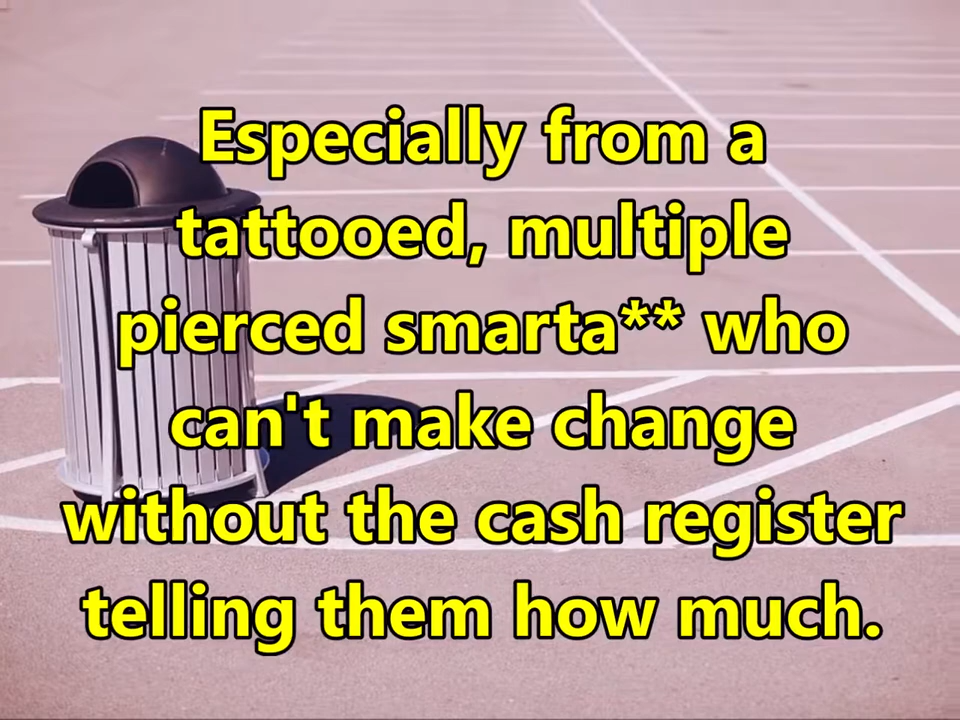 Especially from a
tattooed, multiple
pierced smarta** who
can't make change
without the cash register
telling them how much.